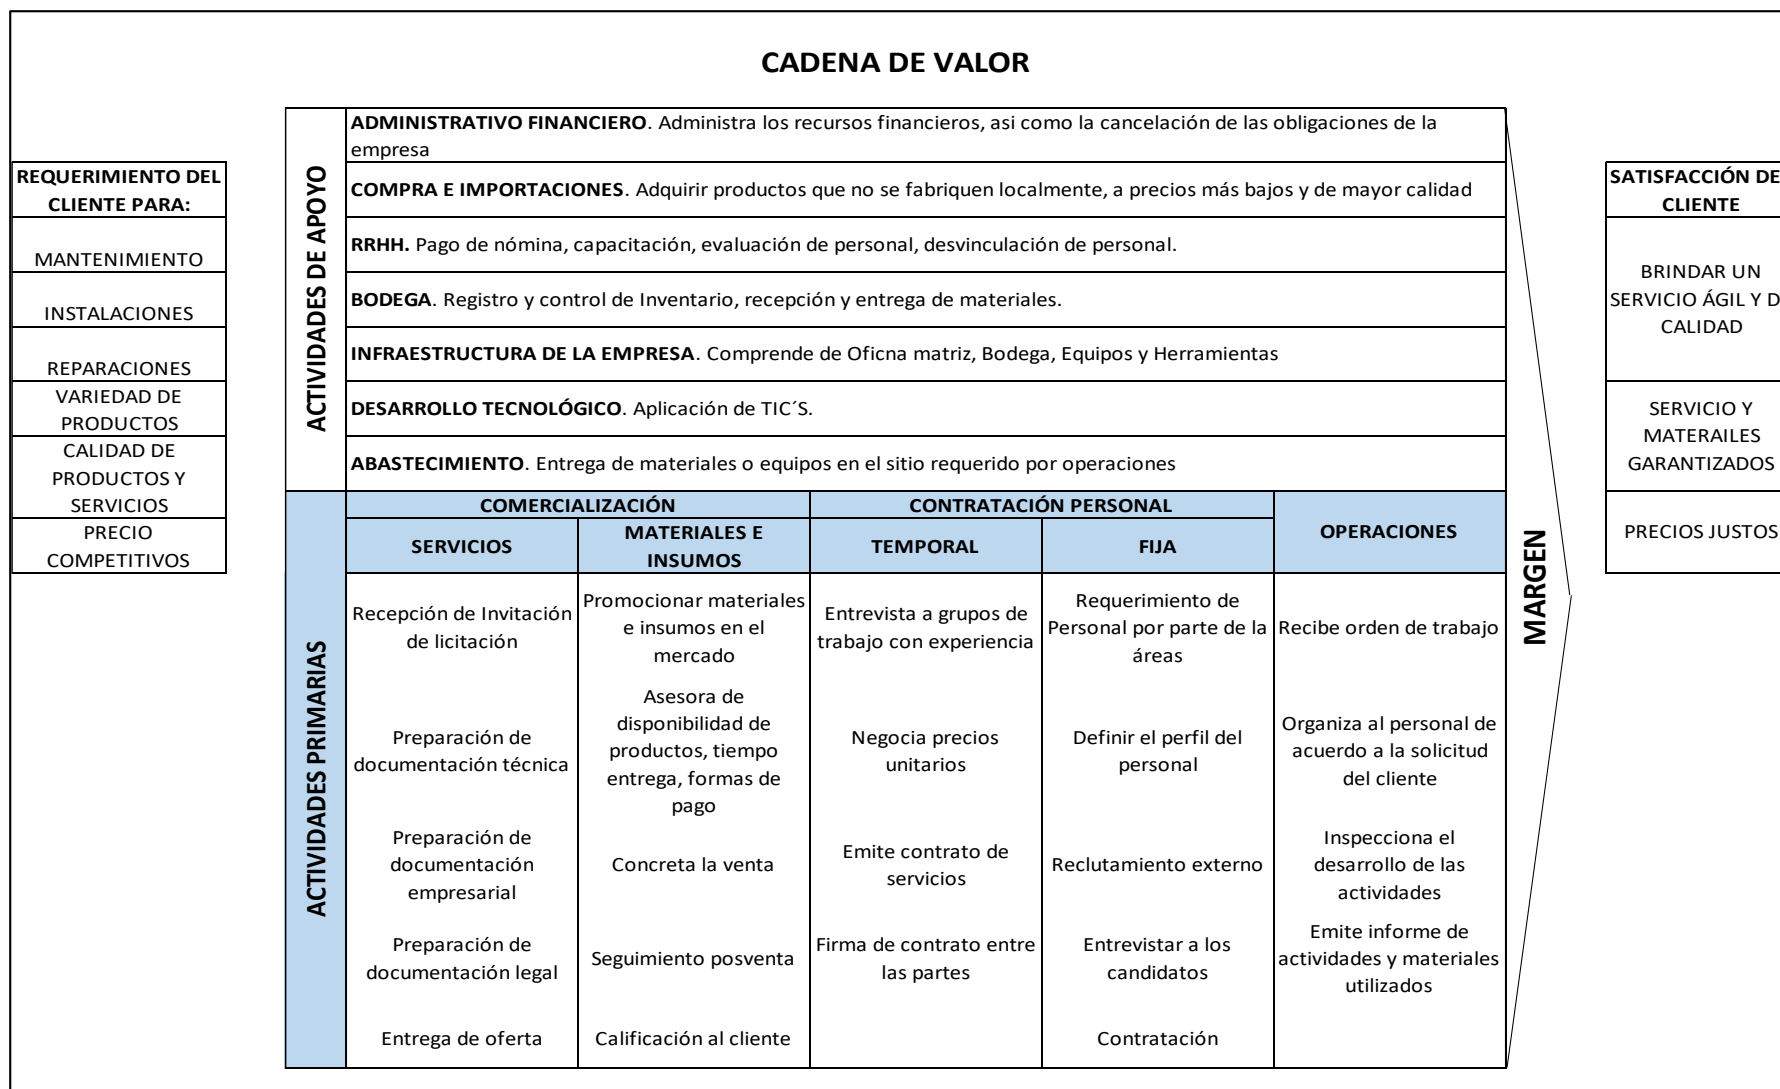 CADENA DE VALOR
REQUERIMIENTO DEL
CLIENTE PARA:
MANTENIMIENTO
INSTALACIONES
REPARACIONES
VARIEDAD DE
PRODUCTOS
CALIDAD DE
PRODUCTOS Y
SERVICIOS
PRECIO
COMPETITIVOS
ACTIVIDADES DE APOYO
ADMINISTRATIVO FINANCIERO. Administra los recursos financieros, asi como la cancelación de las obligaciones de la
empresa
COMPRA E IMPORTACIONES. Adquirir productos que no se fabriquen localmente, a precios más bajos y de mayor calidad
RRHH. Pago de nómina, capacitación, evaluación de personal, desvinculación de personal.
BODEGA. Registro y control de Inventario, recepción y entrega de materiales.
INFRAESTRUCTURA DE LA EMPRESA. Comprende de Oficna matriz, Bodega, Equipos y Herramientas
DESARROLLO TECNOLÓGICO. Aplicación de TIC´S.
ABASTECIMIENTO. Entrega de materiales o equipos en el sitio requerido por operaciones
ACTIVIDADES PRIMARIAS
COMERCIALIZACIÓN
SERVICIOS
Recepción de Invitación
de licitación
Preparación de
documentación técnica
Preparación de
documentación
empresarial
Preparación de
documentación legal
Entrega de oferta
MATERIALES E
INSUMOS
Promocionar materiales
e insumos en el
mercado
Asesora de
disponibilidad de
productos, tiempo
entrega, formas de
pago
Concreta la venta
Seguimiento posventa
Calificación al cliente
CONTRATACIÓN PERSONAL
TEMPORAL
Entrevista a grupos de
trabajo con experiencia
Negocia precios
unitarios
Emite contrato de
servicios
Firma de contrato entre
las partes
FIJA
Requerimiento de
Personal por parte de la
áreas
Definir el perfil del
personal
Reclutamiento externo
Entrevistar a los
candidatos
Contratación
OPERACIONES
Recibe orden de trabajo
Organiza al personal de
acuerdo a la solicitud
del cliente
Inspecciona el
desarrollo de las
actividades
Emite informe de
actividades y materiales
utilizados
MARGEN
SATISFACCIÓN DE
CLIENTE
BRINDAR UN
SERVICIO ÁGIL Y D
CALIDAD
SERVICIO Y
MATERAILES
GARANTIZADOS
PRECIOS JUSTOS